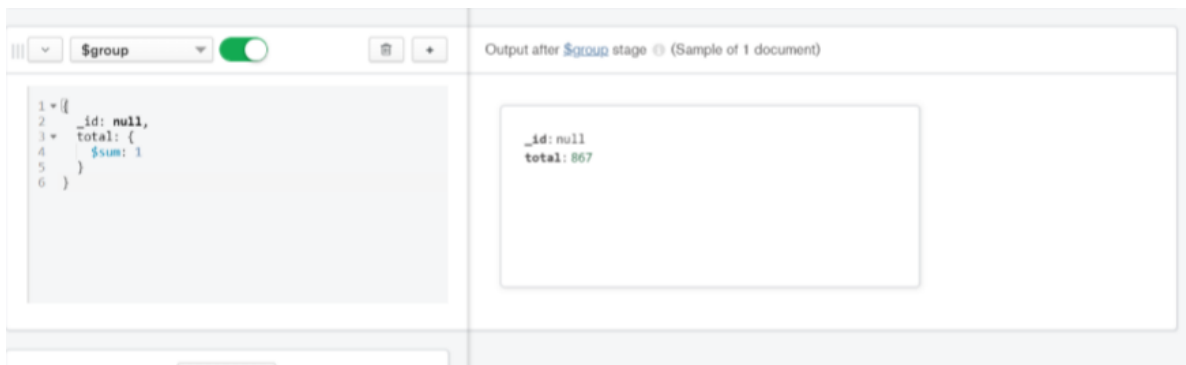 $group
+
Output after $group stage (Sample of 1 document)
1 {
2 _id: null,
3 total: {
4 $sum: 1
5 }
6 }
_id: null
total: 867